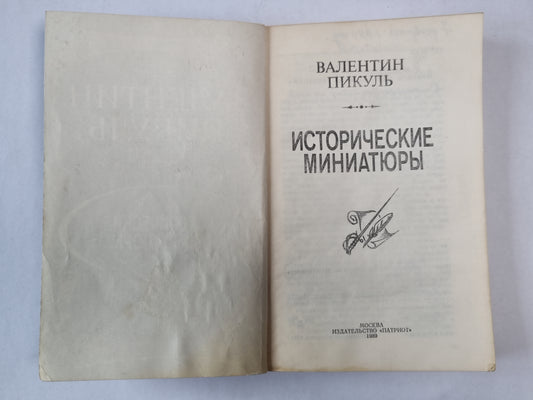 ВАЛЕНТИН
ПИКУЛЬ
ИСТОРИЧЕСКИЕ
МИНИАТЮРЫ
МОСКВА
ИЗДАТЕЛЬСТВО «ПАТРИОТ»
1989